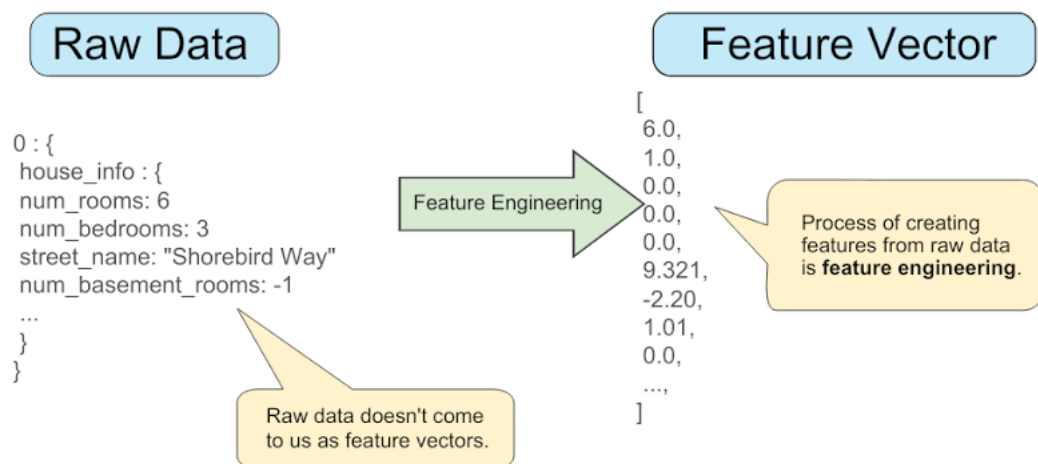 Raw Data
0 : {
house_info : {
num_rooms: 6
num_bedrooms: 3
street_name: "Shorebird Way"
num_basement_rooms: -1
...
}
}
Raw data doesn't come
to us as feature vectors.
Feature Engineering
Feature Vector
[
6.0,
1.0,
0.0,
0.0,
0.0,
9.321,
-2.20,
1.01,
0.0,
...,
]
Process of creating
features from raw data
is feature engineering.